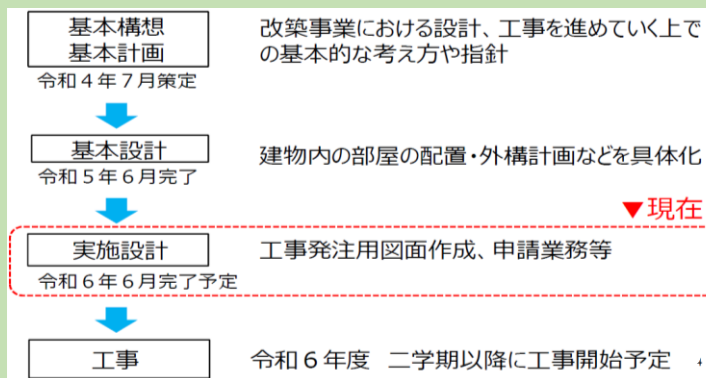 基本構想
基本計画
改築事業における設計、工事を進めていく上で
の基本的な考え方や指針
令和4年7月策定
基本設計
建物内の部屋の配置・外構計画などを具体化
令和5年6月完了
▼現在
実施設計
工事発注用図面作成、申請業務等
令和6年6月完了予定
工事
令和6年度 二学期以降に工事開始予定